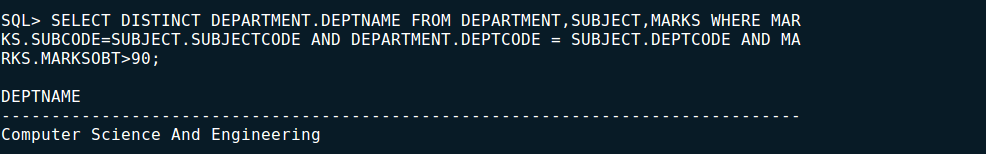 SQL> SELECT DISTINCT DEPARTMENT.DEPTNAME FROM DEPARTMENT,SUBJECT,MARKS WHERE MAR
KS.SUBCODE=SUBJECT.SUBJECTCODE AND DEPARTMENT.DEPTCODE = SUBJECT.DEPTCODE AND MA
RKS.MARKSOBT>90;
DEPTNAME
--------------------------------------------------------------------------------
Computer Science And Engineering